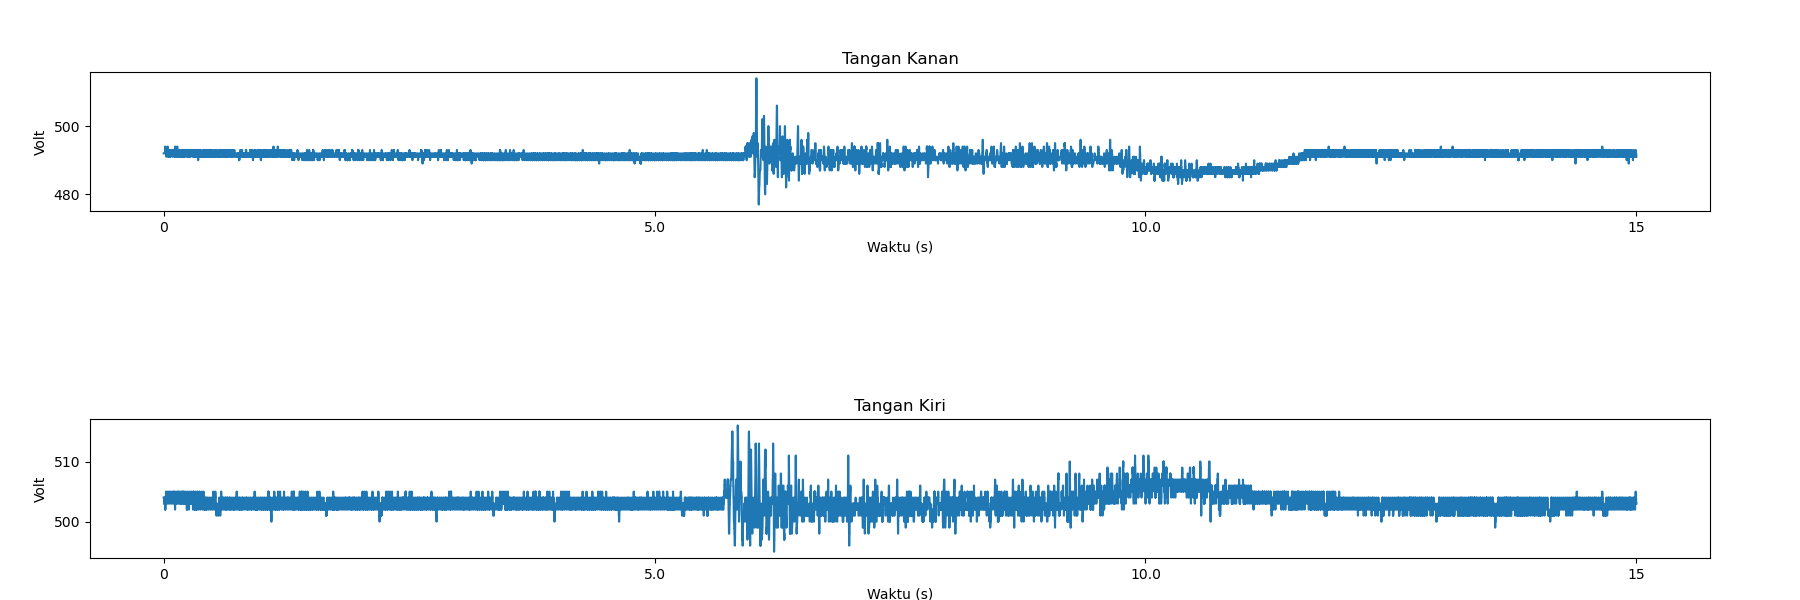 Tangan Kanan
Volt
500
480
0 5.0 10.0 15
Waktu (s)
Tangan Kiri
Volt
510
500
0 5.0 10.0 15
Waktu (s)